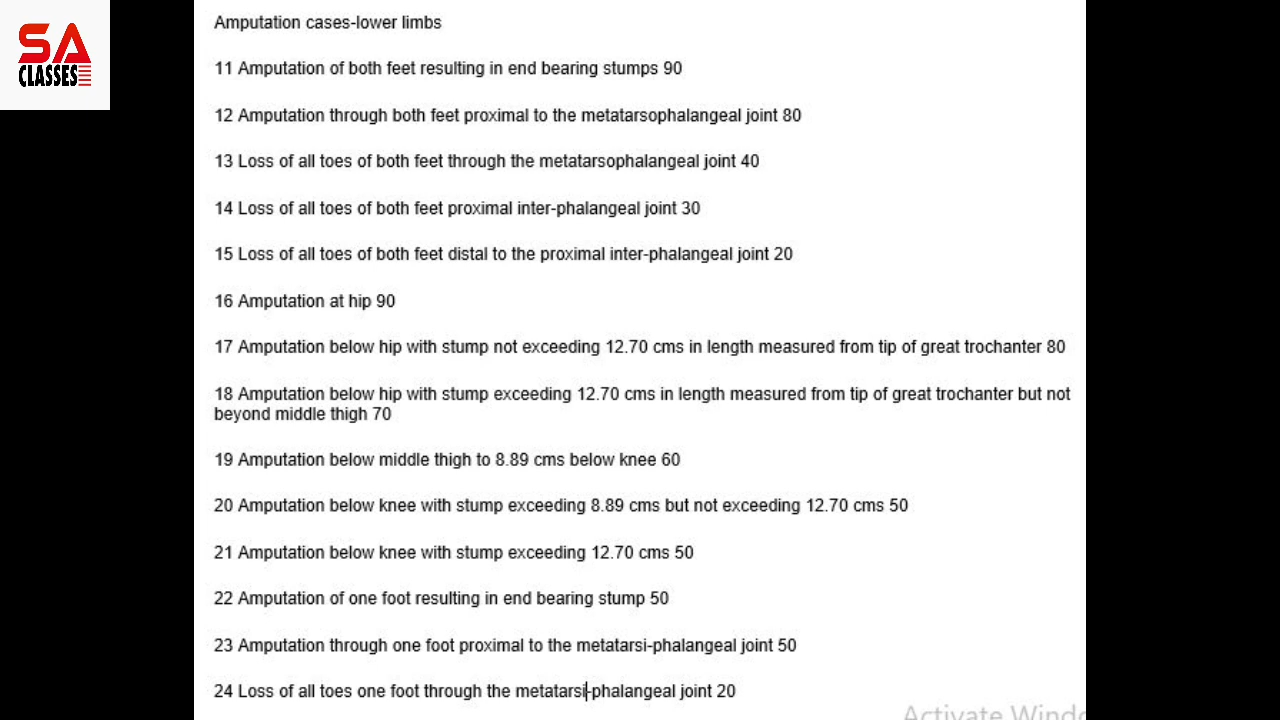 SA
CLASSES
Amputation cases-lower limbs
11 Amputation of both feet resulting in end bearing stumps 90
12 Amputation through both feet proximal to the metatarsophalangeal joint 80
13 Loss of all toes of both feet through the metatarsophalangeal joint 40
14 Loss of all toes of both feet proximal inter-phalangeal joint 30
15 Loss of all toes of both feet distal to the proximal inter-phalangeal joint 20
16 Amputation at hip 90
17 Amputation below hip with stump not exceeding 12.70 cms in length measured from tip of great trochanter 80
18 Amputation below hip with stump exceeding 12.70 cms in length measured from tip of great trochanter but not
beyond middle thigh 70
19 Amputation below middle thigh to 8.89 cms below knee 60
20 Amputation below knee with stump exceeding 8.89 cms but not exceeding 12.70 cms 50
21 Amputation below knee with stump exceeding 12.70 cms 50
22 Amputation of one foot resulting in end bearing stump 50
23 Amputation through one foot proximal to the metatarsi-phalangeal joint 50
24 Loss of all toes one foot through the metatarsi-phalangeal joint 20
Activate